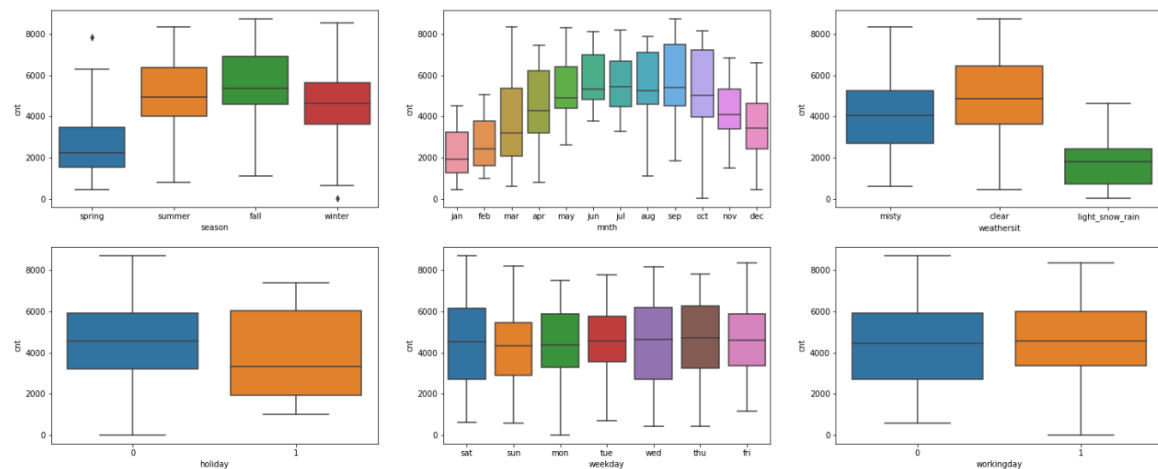 cnt
8000
6000
4000
2000
0
spring summer fall winter
season
cnt
8000
6000
4000
2000
0
jan feb mar apr may jun jul aug sep oct nov dec
mnth
cnt
8000
6000
4000
2000
0
misty clear light_snow_rain
weathersit
cnt
8000
6000
4000
2000
0
0 1
holiday
cnt
8000
6000
4000
2000
0
sat sun mon tue wed thu fri
weekday
cnt
8000
6000
4000
2000
0
0 1
workingday